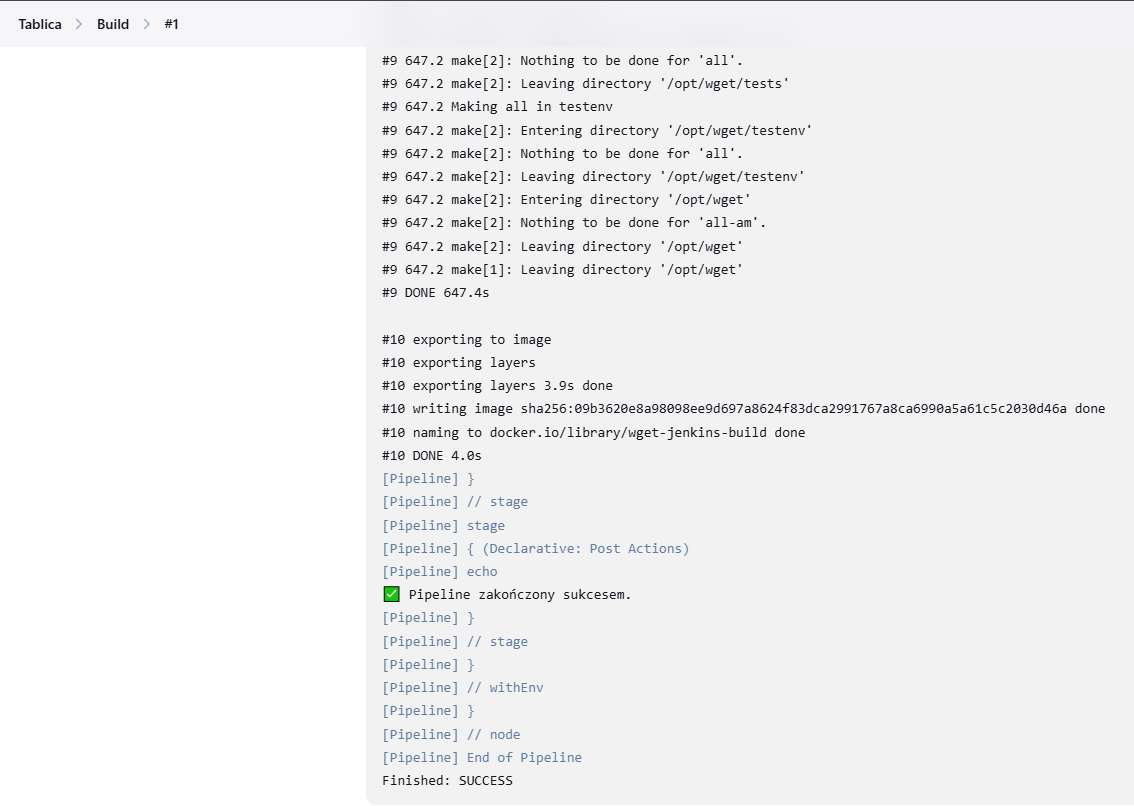 Tablica > Build > #1
#9 647.2 make[2]: Nothing to be done for 'all'.
#9 647.2 make[2]: Leaving directory '/opt/wget/tests'
#9 647.2 Making all in testenv
#9 647.2 make[2]: Entering directory '/opt/wget/testenv'
#9 647.2 make[2]: Nothing to be done for 'all'.
#9 647.2 make[2]: Leaving directory '/opt/wget/testenv'
#9 647.2 make[2]: Entering directory '/opt/wget'
#9 647.2 make[2]: Nothing to be done for 'all-am'.
#9 647.2 make[2]: Leaving directory '/opt/wget'
#9 647.2 make[1]: Leaving directory '/opt/wget'
#9 DONE 647.4s
#10 exporting to image
#10 exporting layers
#10 exporting layers 3.9s done
#10 writing image sha256:09b3620e8a98098ee9d697a8624f83dca2991767a8ca6990a5a61c5c2030d46a done
#10 naming to docker.io/library/wget-jenkins-build done
#10 DONE 4.0s
[Pipeline] }
[Pipeline] // stage
[Pipeline] stage
[Pipeline] { (Declarative: Post Actions)
[Pipeline] echo
✅ Pipeline zakończony sukcesem.
[Pipeline] }
[Pipeline] // stage
[Pipeline] }
[Pipeline] // withEnv
[Pipeline] }
[Pipeline] // node
[Pipeline] End of Pipeline
Finished: SUCCESS